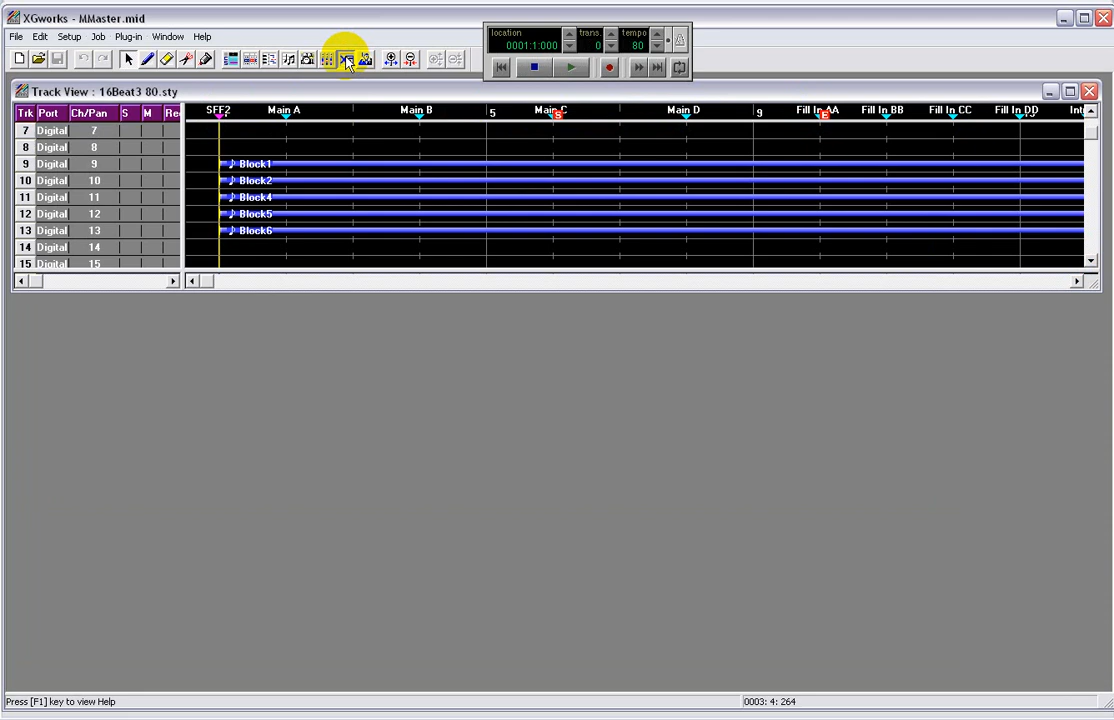 XGworks - MMaster.mid
File Edit Setup Job Plug-in Window Help
location trans. tempo
0001:1:000 0 80
Track View : 16Beat3 80.sty
Trk Port Ch/Pan S M Rec
SFF2 Main A Main B 5 Main C Main D 9 Fill In AA Fill In BB Fill In CC Fill In DD Int
S E
7 Digital 7
8 Digital 8
9 Digital 9 Block1
10 Digital 10 Block2
11 Digital 11 Block4
12 Digital 12 Block5
13 Digital 13 Block6
14 Digital 14
15 Digital 15
Press [F1] key to view Help 0003: 4: 264